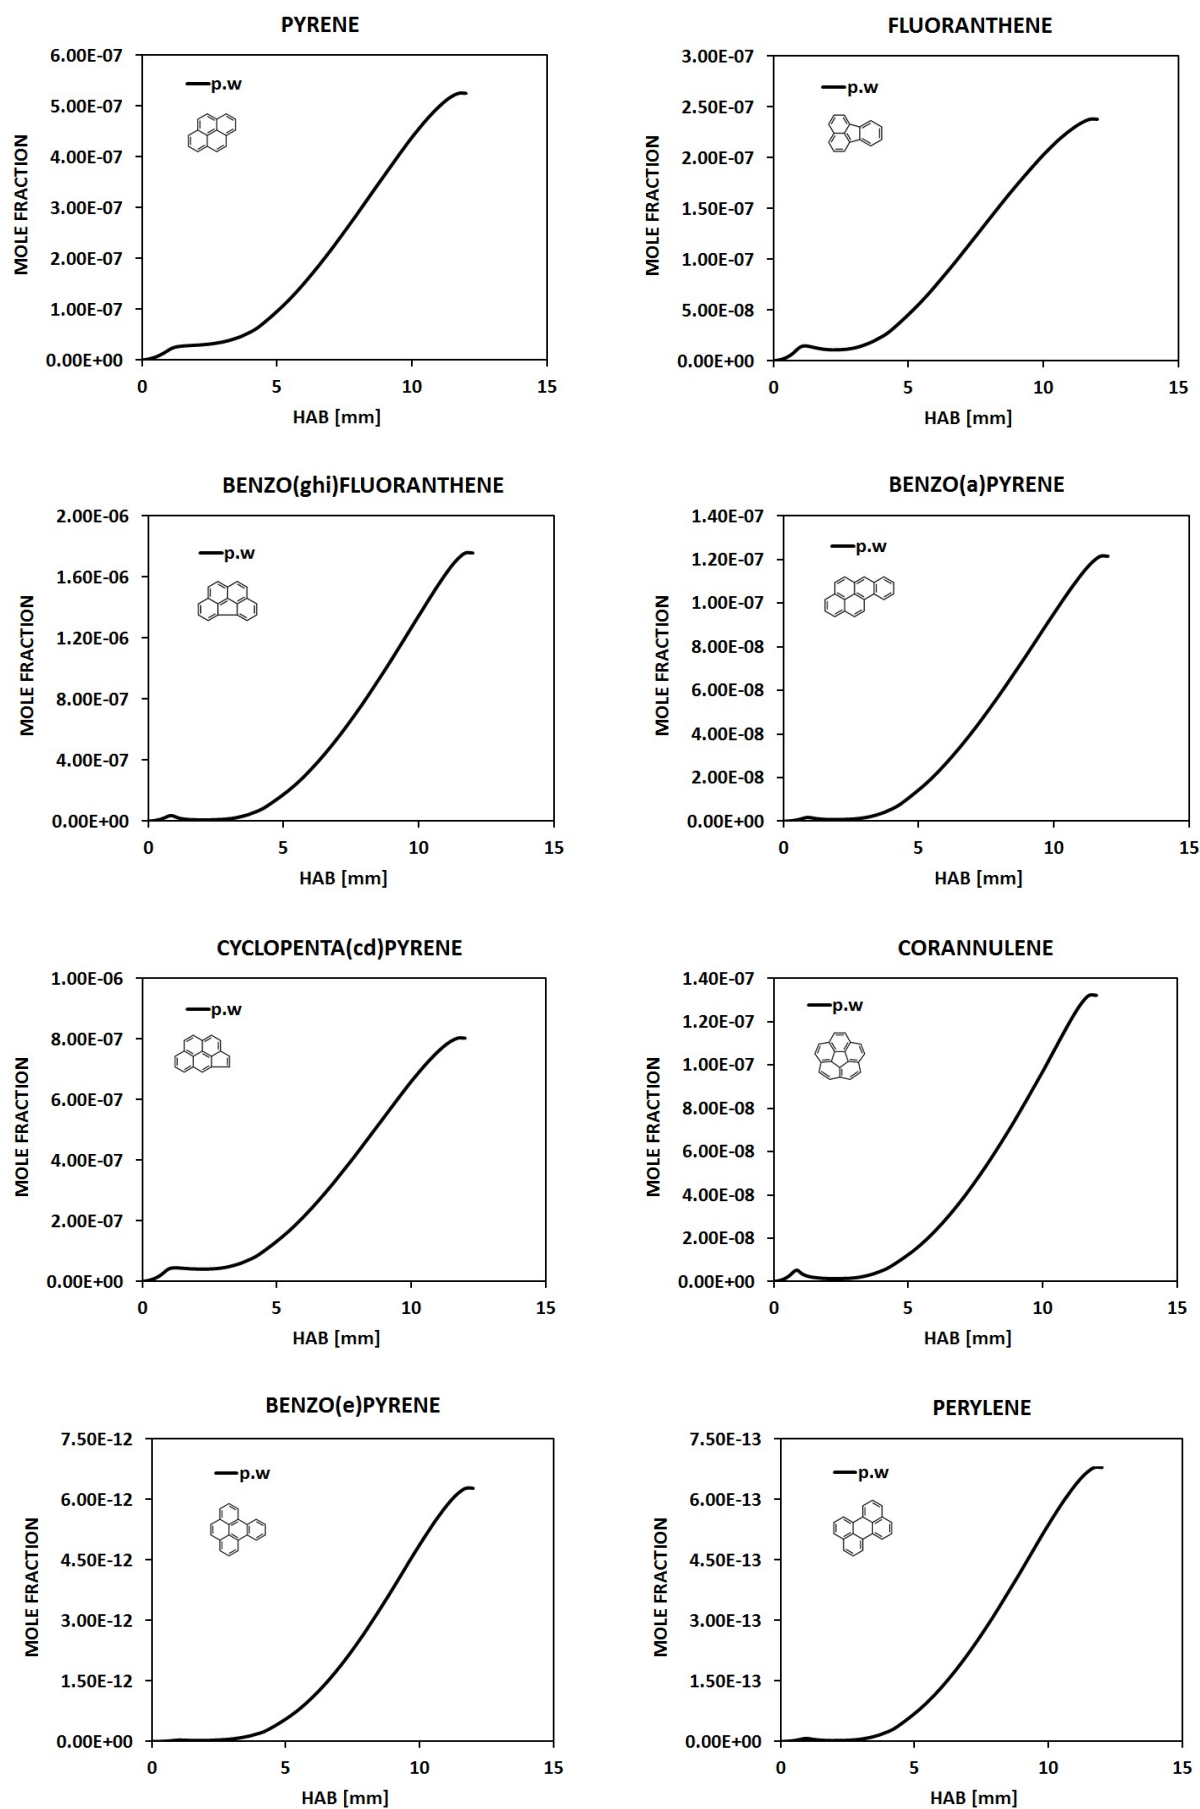 PYRENE
6.00E-07
5.00E-07
4.00E-07
3.00E-07
2.00E-07
1.00E-07
0.00E+00
MOLE FRACTION
p.w
0 5 10 15
HAB [mm]
FLUORANTHENE
3.00E-07
2.50E-07
2.00E-07
1.50E-07
1.00E-07
5.00E-08
0.00E+00
MOLE FRACTION
p.w
0 5 10 15
HAB [mm]
BENZO(ghi)FLUORANTHENE
2.00E-06
1.60E-06
1.20E-06
8.00E-07
4.00E-07
0.00E+00
MOLE FRACTION
p.w
0 5 10 15
HAB [mm]
BENZO(a)PYRENE
1.40E-07
1.20E-07
1.00E-07
8.00E-08
6.00E-08
4.00E-08
2.00E-08
0.00E+00
MOLE FRACTION
p.w
0 5 10 15
HAB [mm]
CYCLOPENTA(cd)PYRENE
1.00E-06
8.00E-07
6.00E-07
4.00E-07
2.00E-07
0.00E+00
MOLE FRACTION
p.w
0 5 10 15
HAB [mm]
CORANNULENE
1.40E-07
1.20E-07
1.00E-07
8.00E-08
6.00E-08
4.00E-08
2.00E-08
0.00E+00
MOLE FRACTION
p.w
0 5 10 15
HAB [mm]
BENZO(e)PYRENE
7.50E-12
6.00E-12
4.50E-12
3.00E-12
1.50E-12
0.00E+00
MOLE FRACTION
p.w
0 5 10 15
HAB [mm]
PERYLENE
7.50E-13
6.00E-13
4.50E-13
3.00E-13
1.50E-13
0.00E+00
MOLE FRACTION
p.w
0 5 10 15
HAB [mm]